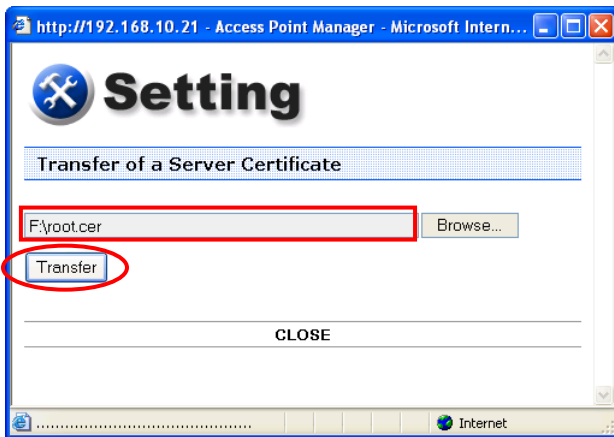 http://192.168.10.21 - Access Point Manager - Microsoft Intern...
Setting
Transfer of a Server Certificate
F:\root.cer
Browse...
Transfer
CLOSE
............................................
Internet